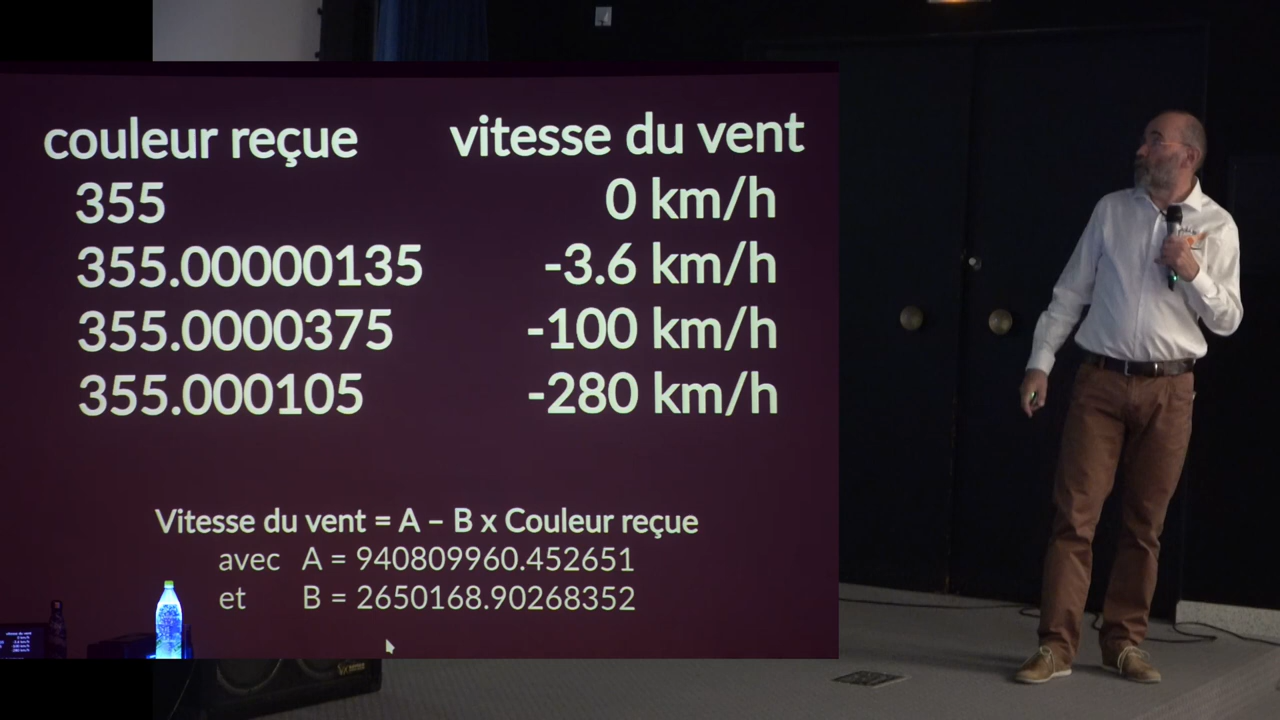 couleur reçue vitesse du vent
355 0 km/h
355.00000135 -3.6 km/h
355.0000375 -100 km/h
355.000105 -280 km/h
Vitesse du vent = A – B x Couleur reçue
avec A = 940809960.452651
et B = 2650168.90268352